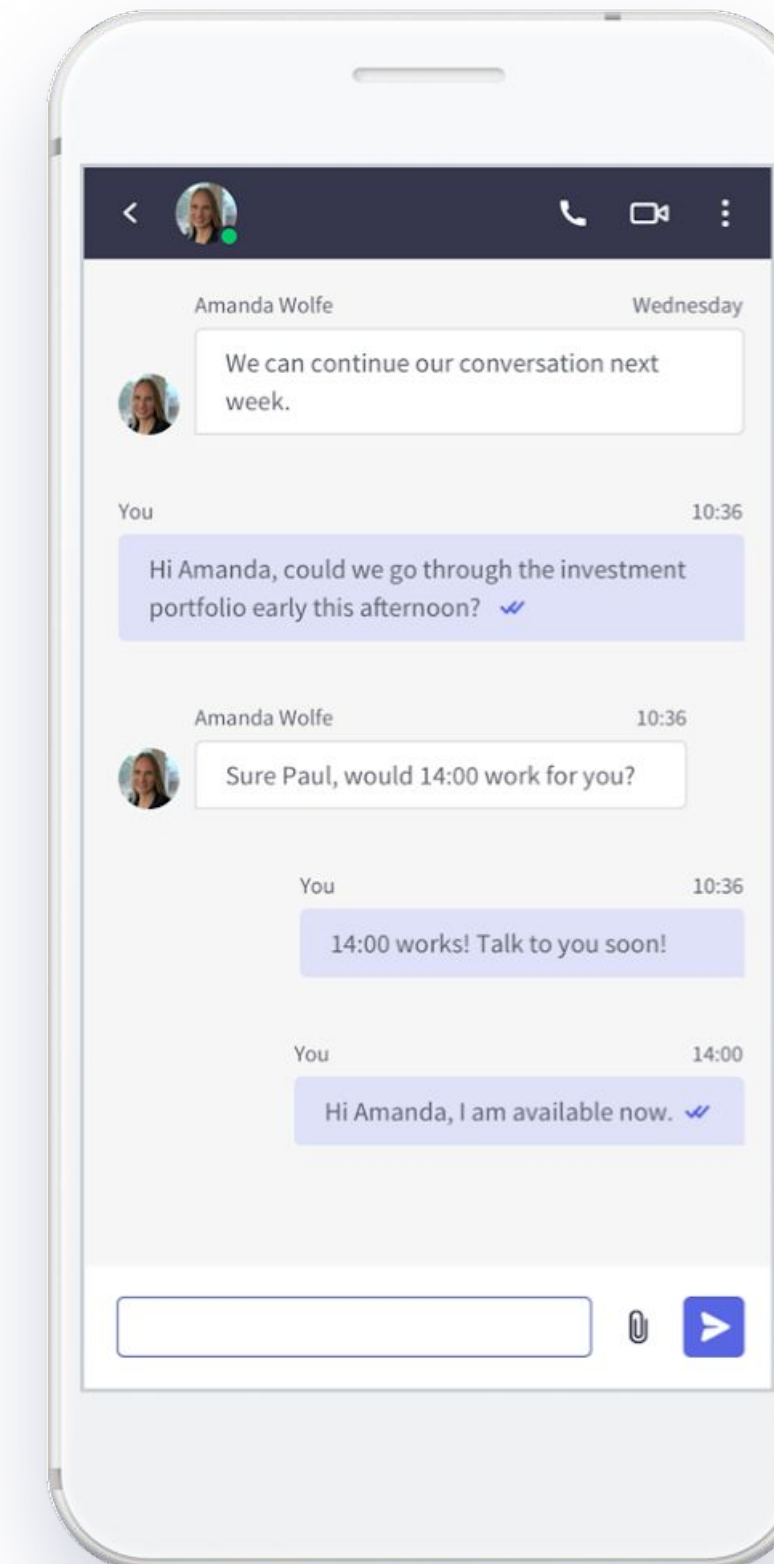 Amanda Wolfe Wednesday
We can continue our conversation next
week.
You 10:36
Hi Amanda, could we go through the investment
portfolio early this afternoon?
Amanda Wolfe 10:36
Sure Paul, would 14:00 work for you?
You 10:36
14:00 works! Talk to you soon!
You 14:00
Hi Amanda, I am available now.